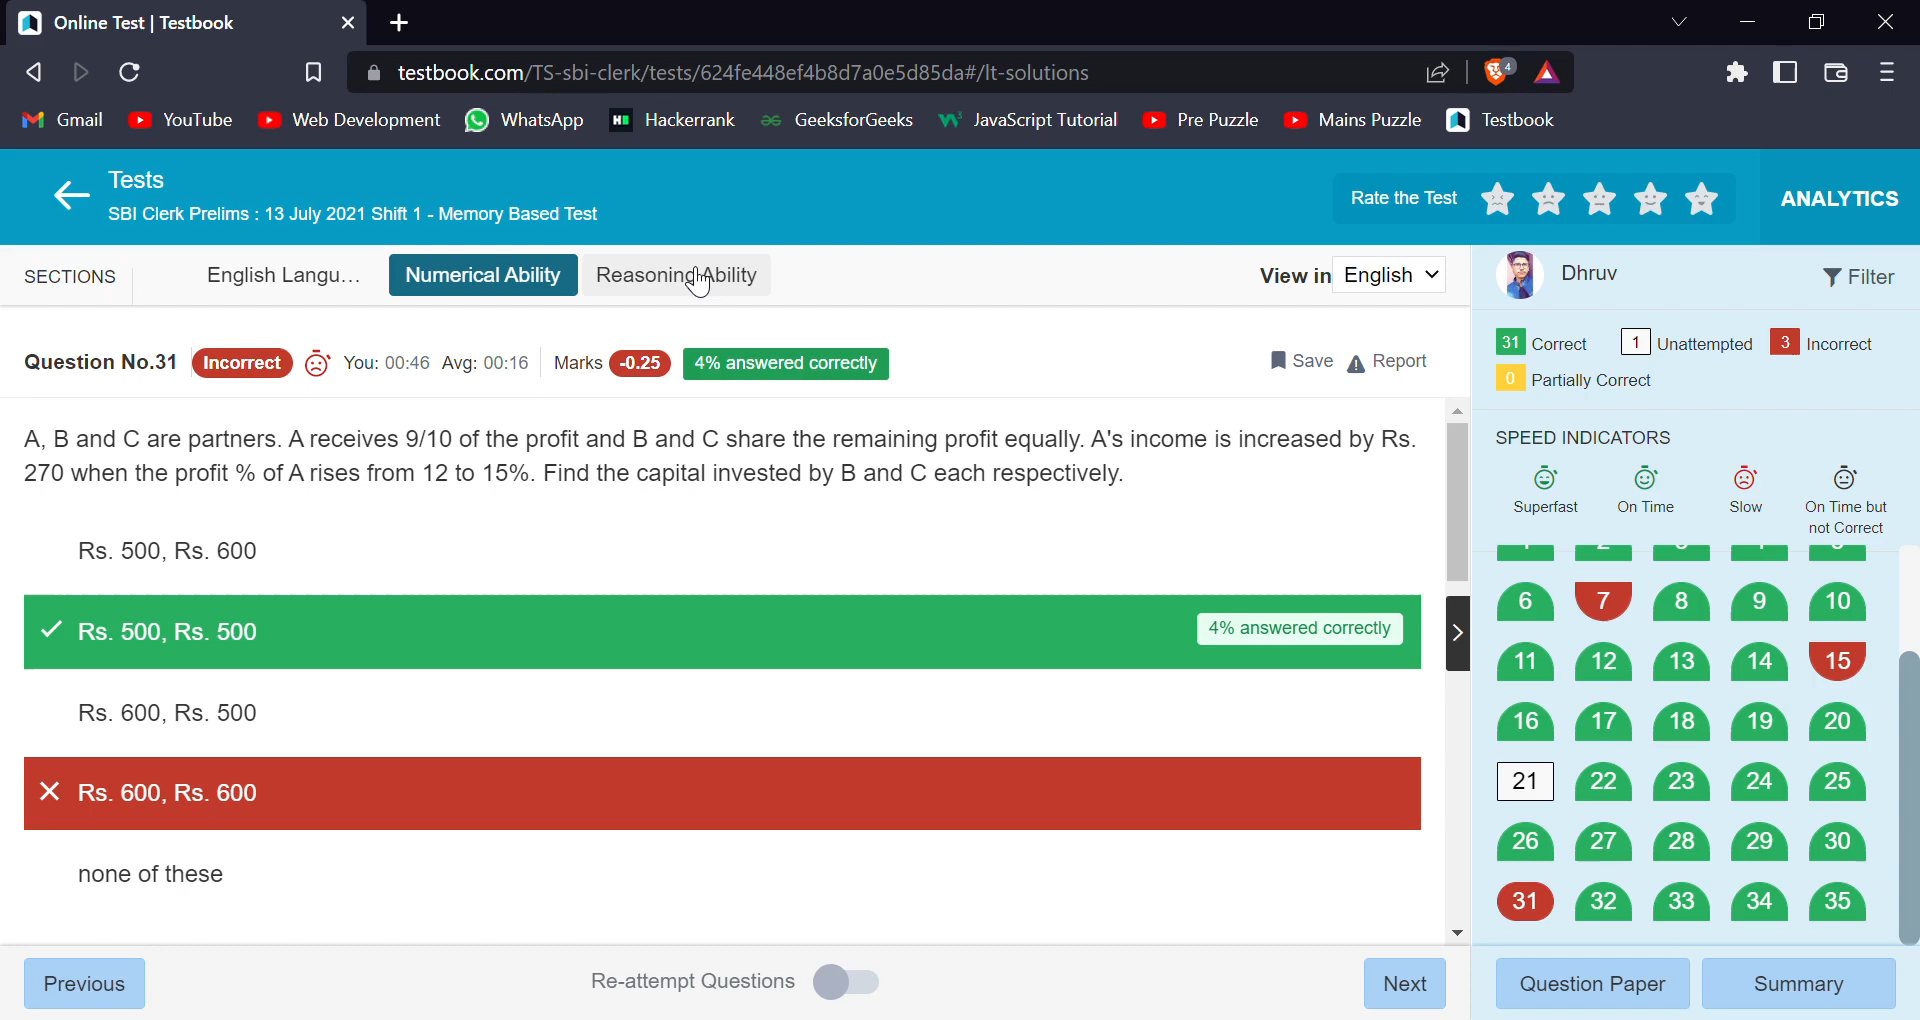 Online Test | Testbook
testbook.com/TS-sbi-clerk/tests/624fe448ef4b8d7a0e5d85da#/lt-solutions
4
Gmail YouTube Web Development WhatsApp Hackerrank GeeksforGeeks JavaScript Tutorial Pre Puzzle Mains Puzzle Testbook
Tests
SBI Clerk Prelims : 13 July 2021 Shift 1 - Memory Based Test
Rate the Test
ANALYTICS
SECTIONS English Langu... Numerical Ability Reasoning Ability View in English
Question No.31 Incorrect You: 00:46 Avg: 00:16 Marks -0.25 4% answered correctly Save Report
A, B and C are partners. A receives 9/10 of the profit and B and C share the remaining profit equally. A's income is increased by Rs.
270 when the profit % of A rises from 12 to 15%. Find the capital invested by B and C each respectively.
Rs. 500, Rs. 600
Rs. 500, Rs. 500 4% answered correctly
Rs. 600, Rs. 500
Rs. 600, Rs. 600
none of these
Previous Re-attempt Questions Next
Dhruv Filter
31 Correct 1 Unattempted 3 Incorrect
0 Partially Correct
SPEED INDICATORS
Superfast On Time Slow On Time but
not Correct
6 7 8 9 10
11 12 13 14 15
16 17 18 19 20
21 22 23 24 25
26 27 28 29 30
31 32 33 34 35
Question Paper Summary